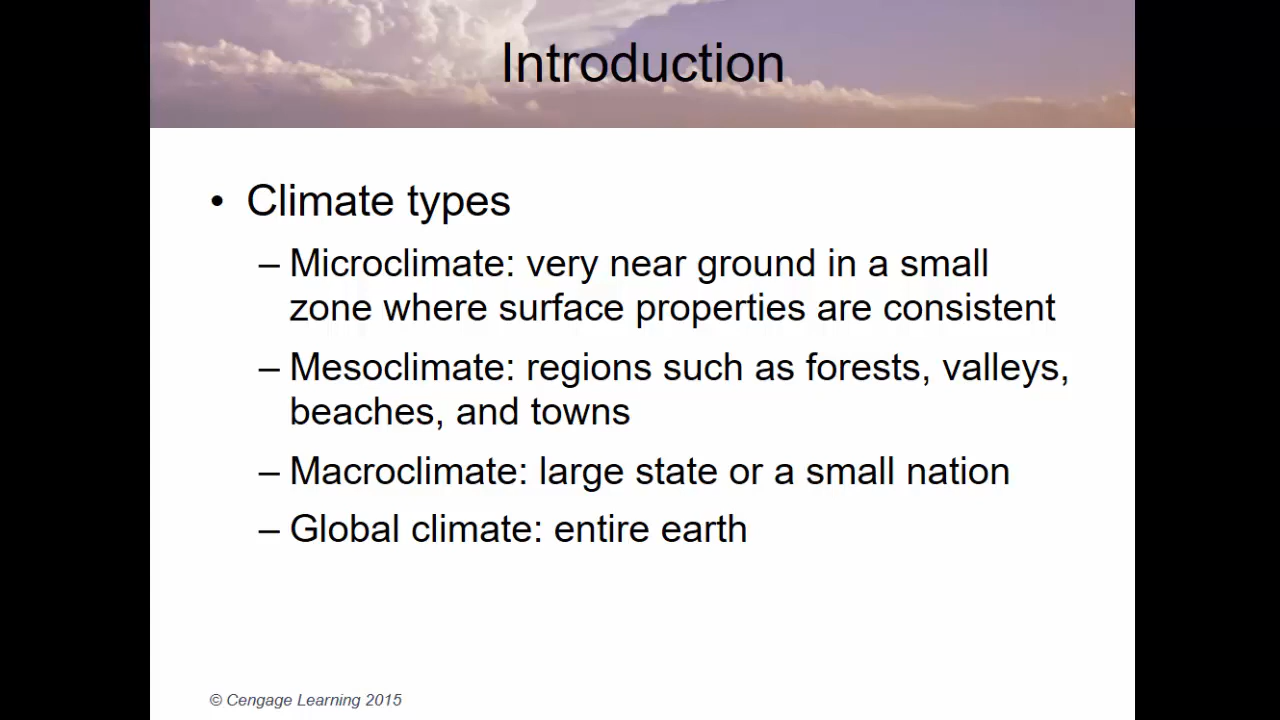 Introduction
• Climate types
– Microclimate: very near ground in a small
zone where surface properties are consistent
– Mesoclimate: regions such as forests, valleys,
beaches, and towns
– Macroclimate: large state or a small nation
– Global climate: entire earth
© Cengage Learning 2015